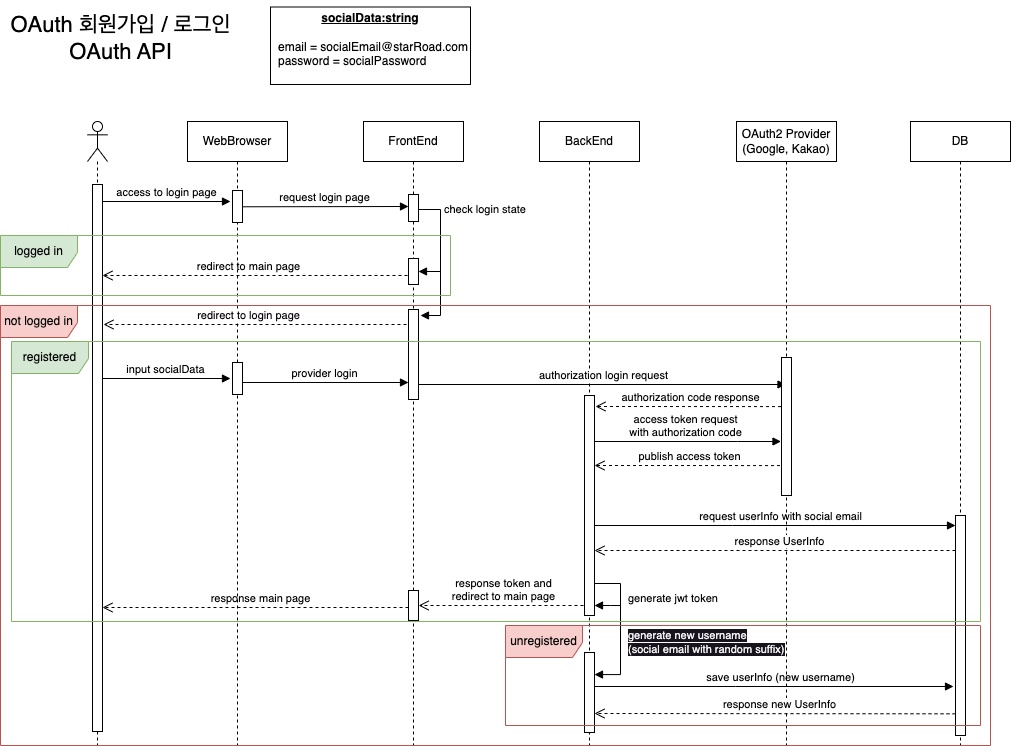 OAuth 회원가입 / 로그인
OAuth API
socialData:string
email = socialEmail@starRoad.com
password = socialPassword
WebBrowser
FrontEnd
BackEnd
OAuth2 Provider
(Google, Kakao)
DB
access to login page
request login page
check login state
logged in
redirect to main page
not logged in
redirect to login page
registered
input socialData
provider login
authorization login request
authorization code response
access token request
with authorization code
publish access token
request userInfo with social email
response UserInfo
response token and
redirect to main page
response main page
generate jwt token
unregistered
generate new username
(social email with random suffix)
save userInfo (new username)
response new UserInfo